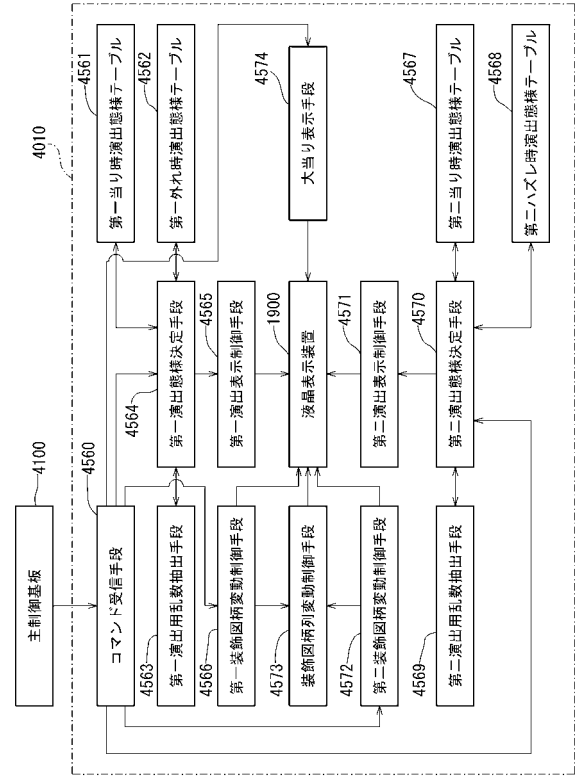 4010
4100
主制御基板
4560
コマンド受信手段
4561
第一当り時演出態様テーブル
4562
第一外れ時演出態様テーブル
4563
第一演出用乱数抽出手段
4564
第一演出態様決定手段
4565
第一演出表示制御手段
4566
第一装飾図柄変動制御手段
4573
装飾図柄列変動制御手段
1900
液晶表示装置
4574
大当り表示手段
4572
第二装飾図柄変動制御手段
4571
第二演出表示制御手段
4569
第二演出用乱数抽出手段
4570
第二演出態様決定手段
4567
第二当り時演出態様テーブル
4568
第二ハズレ時演出態様テーブル